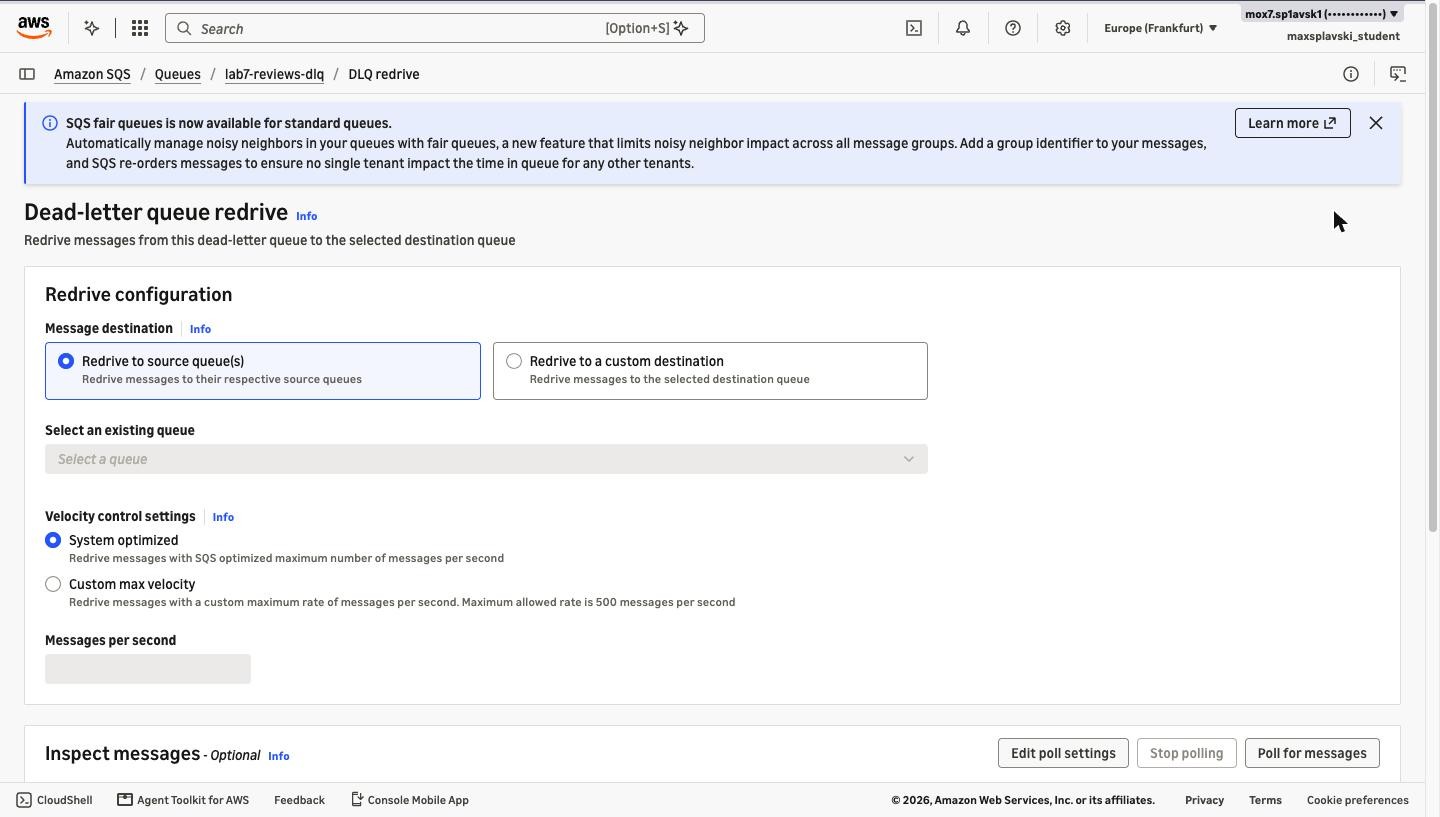 aws
Search
[Option+S]
Europe (Frankfurt)
mox7.sp1avsk1 (••••••••••••)
maxsplavski_student
Amazon SQS / Queues / lab7-reviews-dlq / DLQ redrive
SQS fair queues is now available for standard queues.
Automatically manage noisy neighbors in your queues with fair queues, a new feature that limits noisy neighbor impact across all message groups. Add a group identifier to your messages,
and SQS re-orders messages to ensure no single tenant impact the time in queue for any other tenants.
Learn more
Dead-letter queue redrive Info
Redrive messages from this dead-letter queue to the selected destination queue
Redrive configuration
Message destination Info
Redrive to source queue(s)
Redrive messages to their respective source queues
Redrive to a custom destination
Redrive messages to the selected destination queue
Select an existing queue
Select a queue
Velocity control settings Info
System optimized
Redrive messages with SQS optimized maximum number of messages per second
Custom max velocity
Redrive messages with a custom maximum rate of messages per second. Maximum allowed rate is 500 messages per second
Messages per second
Inspect messages - Optional Info
Edit poll settings
Stop polling
Poll for messages
CloudShell
Agent Toolkit for AWS
Feedback
Console Mobile App
© 2026, Amazon Web Services, Inc. or its affiliates.
Privacy
Terms
Cookie preferences